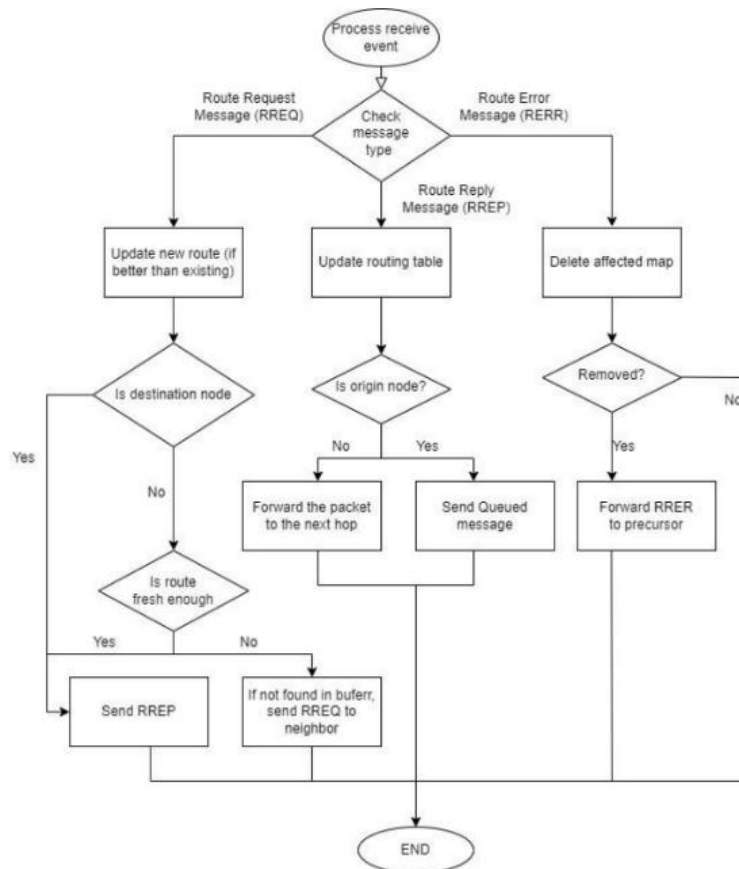 Process receive
event
Route Request
Message (RREQ)
Route Error
Message (RERR)
Check
message
type
Route Reply
Message (RREP)
Update new route (if
better than existing)
Update routing table
Delete affected map
Is destination node
Is origin node?
Removed?
No
Yes
No
Yes
Yes
No
Forward the packet
to the next hop
Send Queued
message
Forward RRER
to precursor
Is route
fresh enough
Yes
No
Send RREP
If not found in buferr,
send RREQ to
neighbor
END